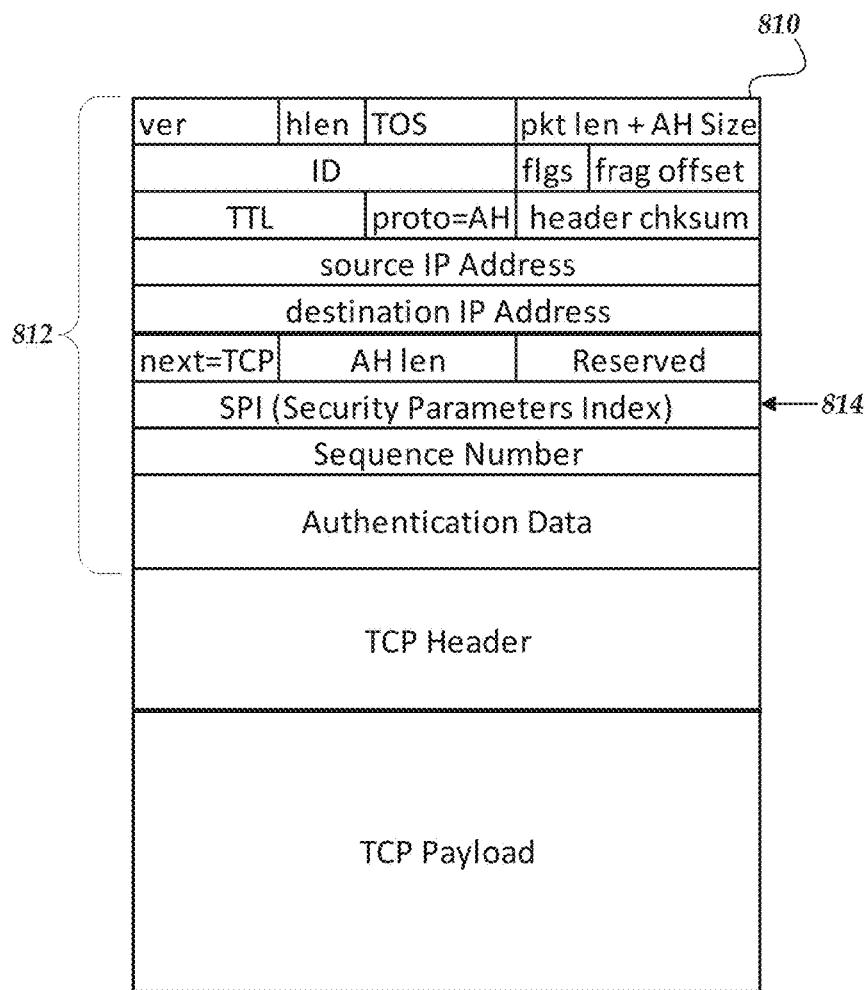 810
ver hlen TOS pkt len + AH Size
ID flgs frag offset
TTL proto=AH header chksum
source IP Address
destination IP Address
812
next=TCP AH len Reserved
SPI (Security Parameters Index)
814
Sequence Number
Authentication Data
TCP Header
TCP Payload